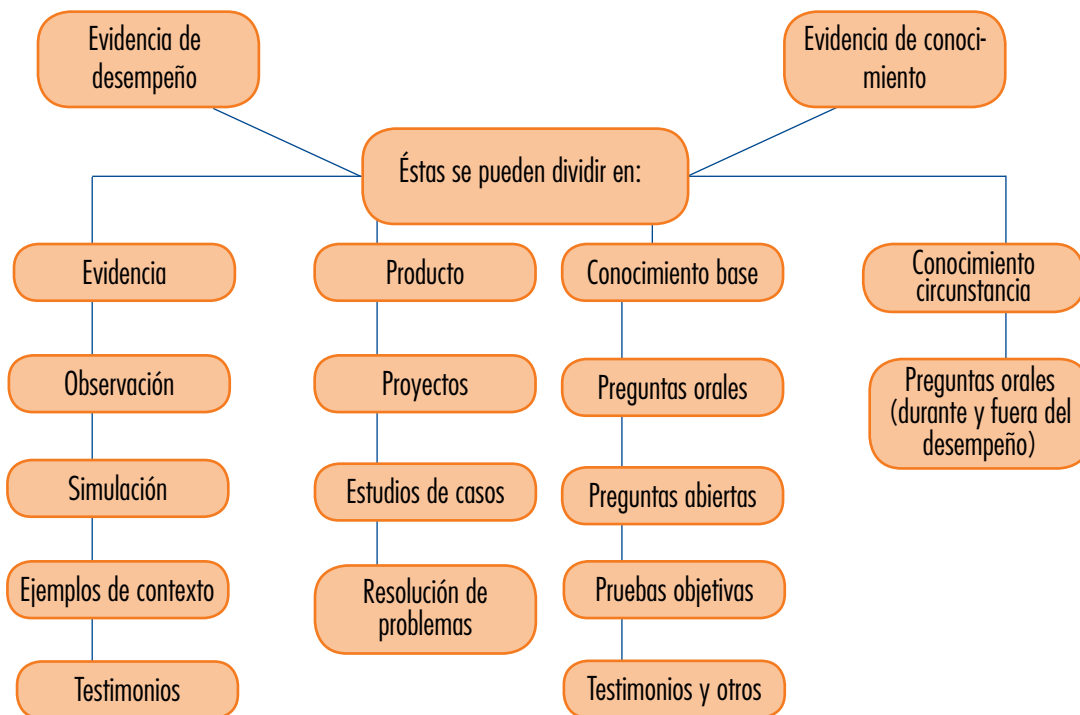 Evidencia de
desempeño
Evidencia de conoci-
miento
Éstas se pueden dividir en:
Evidencia
Observación
Simulación
Ejemplos de contexto
Testimonios
Producto
Proyectos
Estudios de casos
Resolución de
problemas
Conocimiento base
Preguntas orales
Preguntas abiertas
Pruebas objetivas
Testimonios y otros
Conocimiento
circunstancia
Preguntas orales
(durante y fuera del
desempeño)